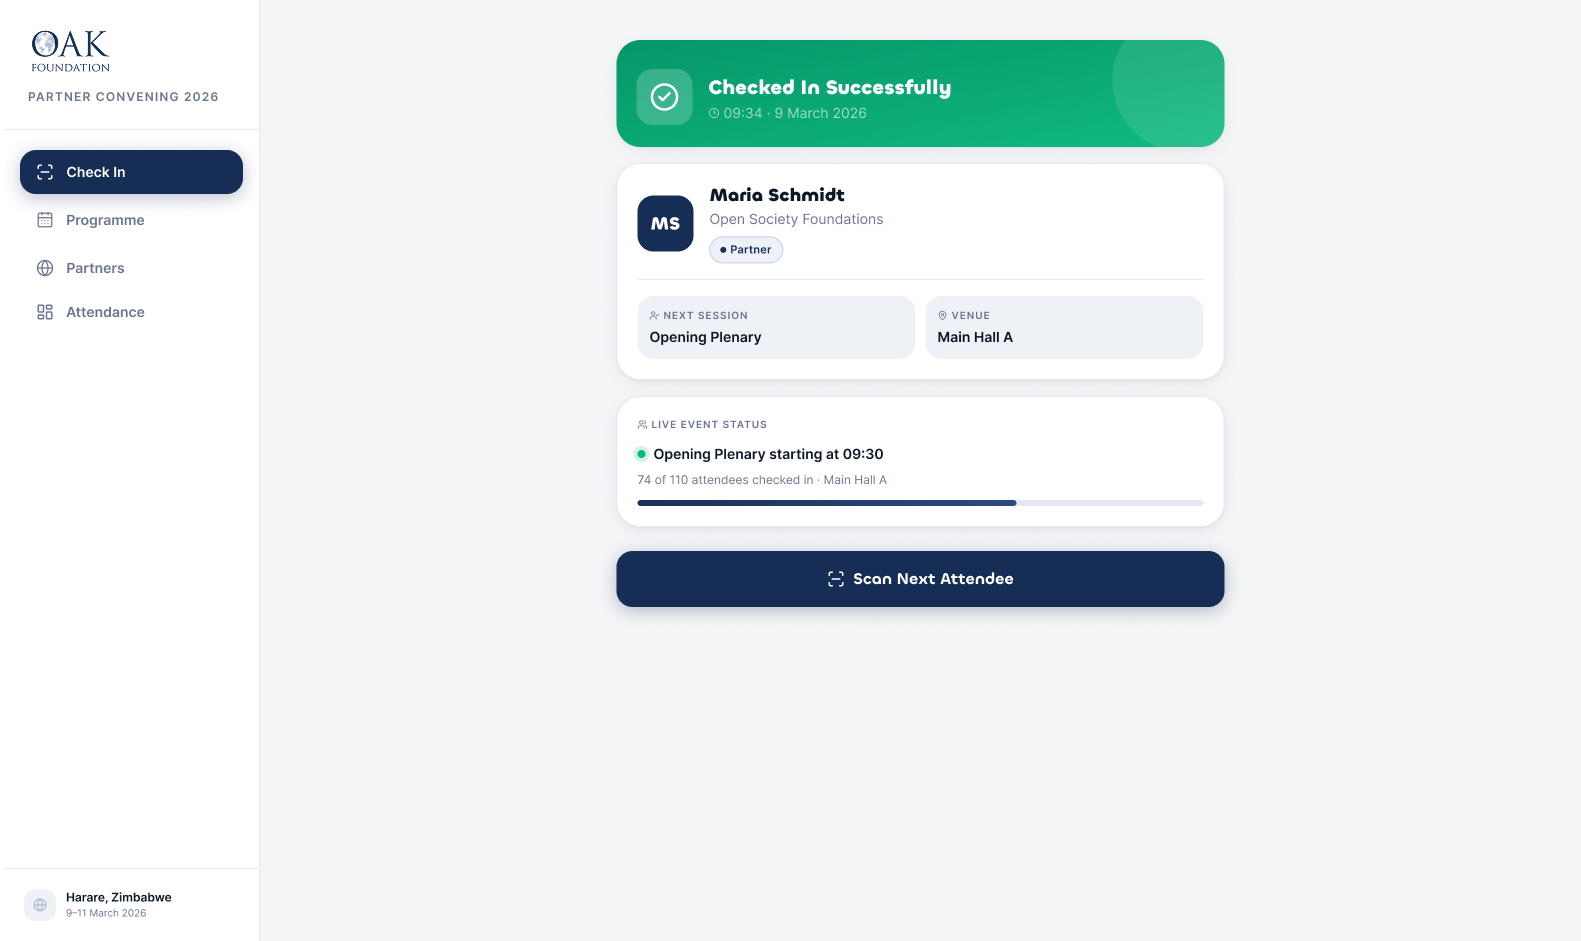 OAK
FOUNDATION
PARTNER CONVENING 2026
Check In
Programme
Partners
Attendance
Harare, Zimbabwe
9–11 March 2026
Checked In Successfully
09:34 · 9 March 2026
MS
Maria Schmidt
Open Society Foundations
Partner
NEXT SESSION
Opening Plenary
VENUE
Main Hall A
LIVE EVENT STATUS
Opening Plenary starting at 09:30
74 of 110 attendees checked in · Main Hall A
Scan Next Attendee